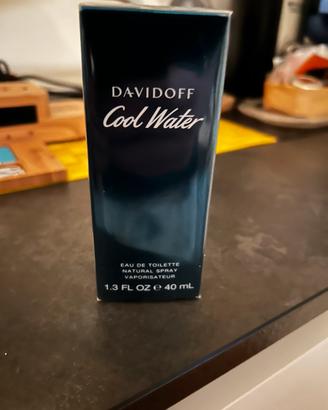 DAVIDOFF
Cool Water
EAU DE TOILETTE
NATURAL SPRAY
VAPORISATEUR
1.3 FL OZ ℮ 40 mL